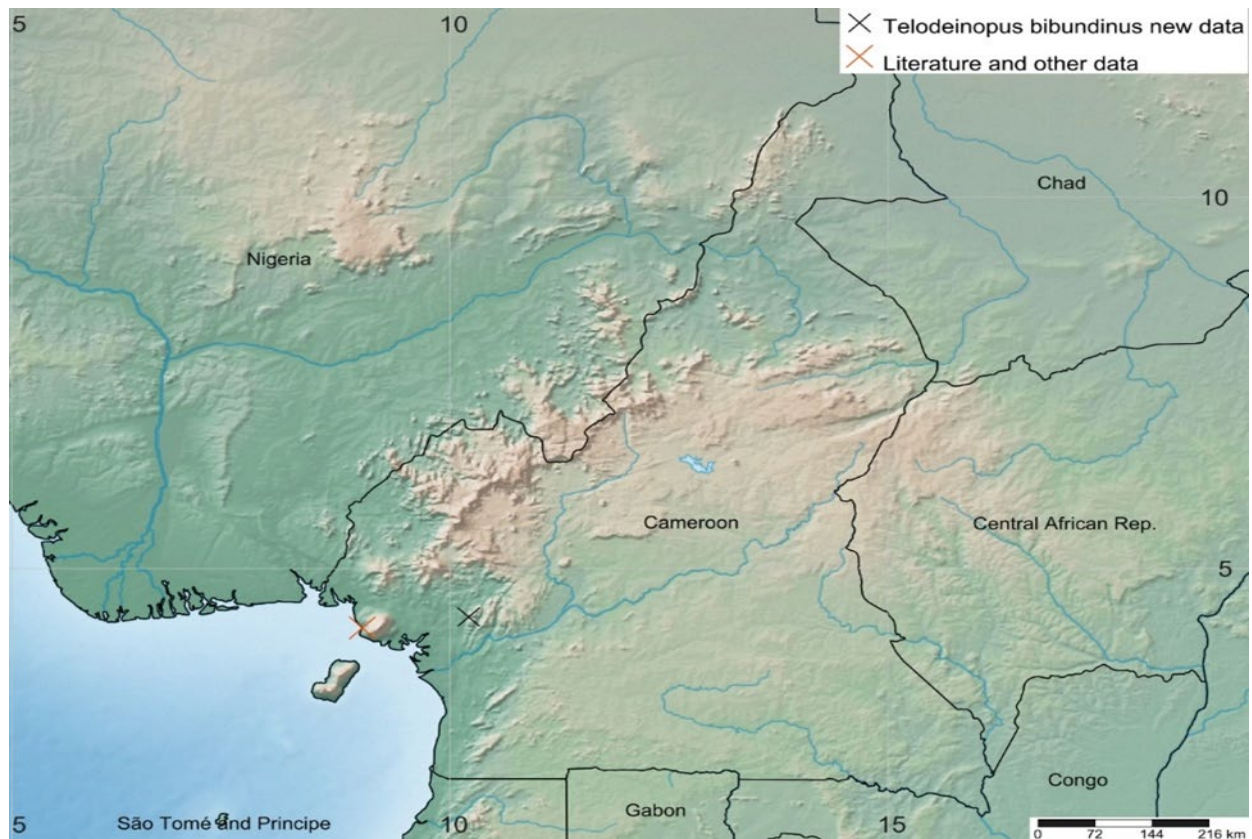 5
10
Telodeinopus bibundinus new data
Literature and other data
Chad
10
Nigeria
Cameroon
Central African Rep.
5
Congo
Gabon
5
São Tomé and Principe
10
15
0 72 144 216 km